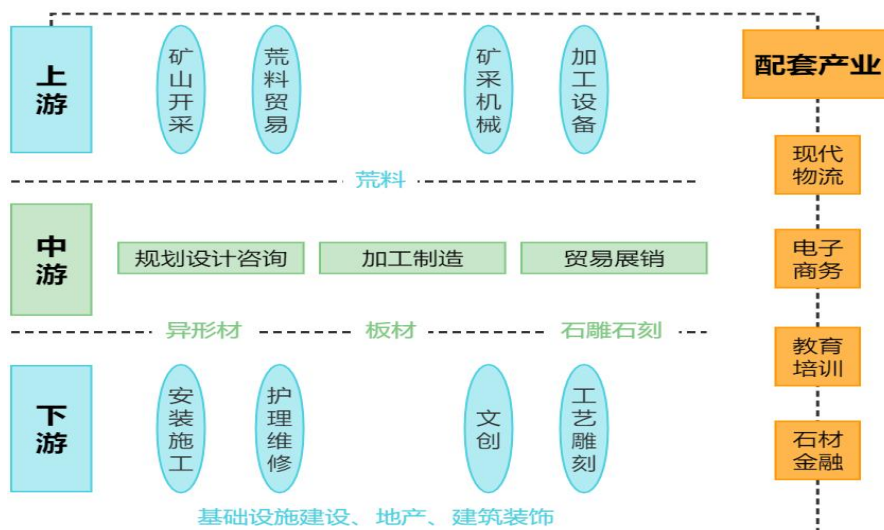 上游
矿山开采
荒料贸易
矿采机械
加工设备
配套产业
荒料
现代
物流
中游
规划设计咨询
加工制造
贸易展销
电子
商务
异形材
板材
石雕石刻
教育
培训
下游
安装施工
护理维修
文创
工艺雕刻
石材
金融
基础设施建设、地产、建筑装饰